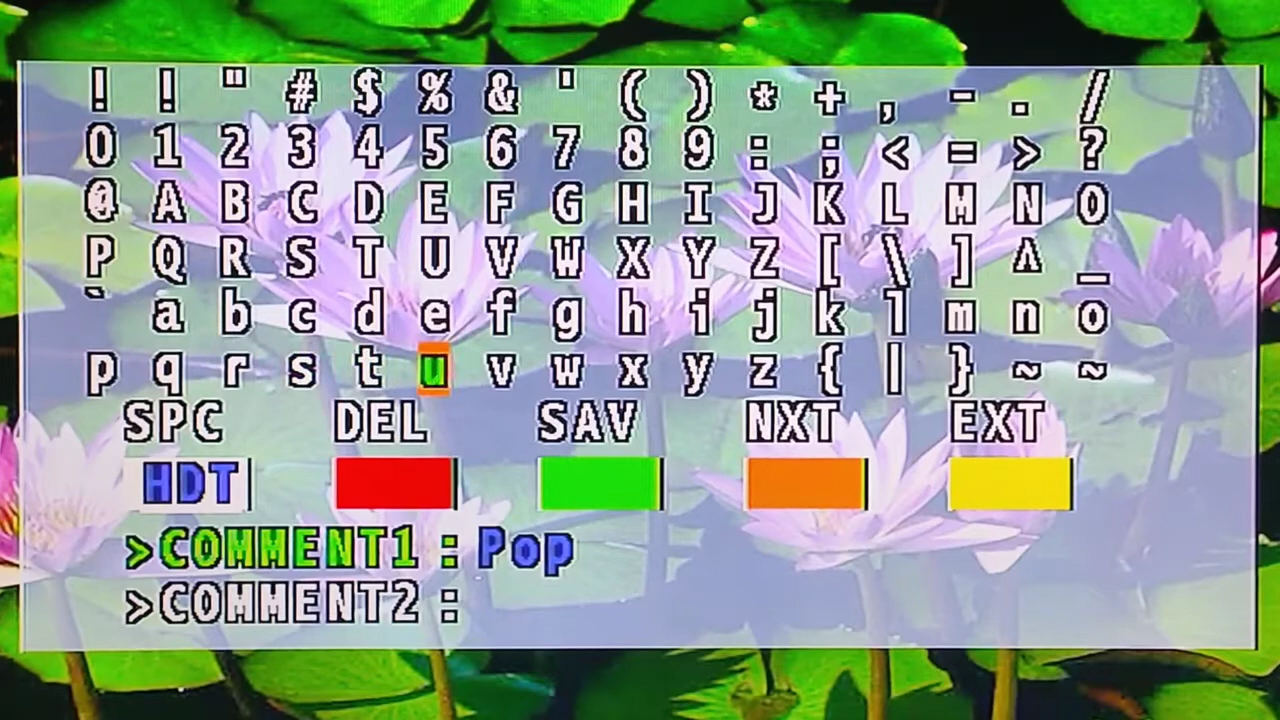 ! ! " # $ % & ' ( ) * + , - . /
0 1 2 3 4 5 6 7 8 9 : ; < = > ?
@ A B C D E F G H I J K L M N O
P Q R S T U V W X Y Z [ \ ] ^ _
` a b c d e f g h i j k l m n o
p q r s t u v w x y z { | } ~ ~
SPC DEL SAV NXT EXT
HDT
>COMMENT1 : Pop
>COMMENT2 :